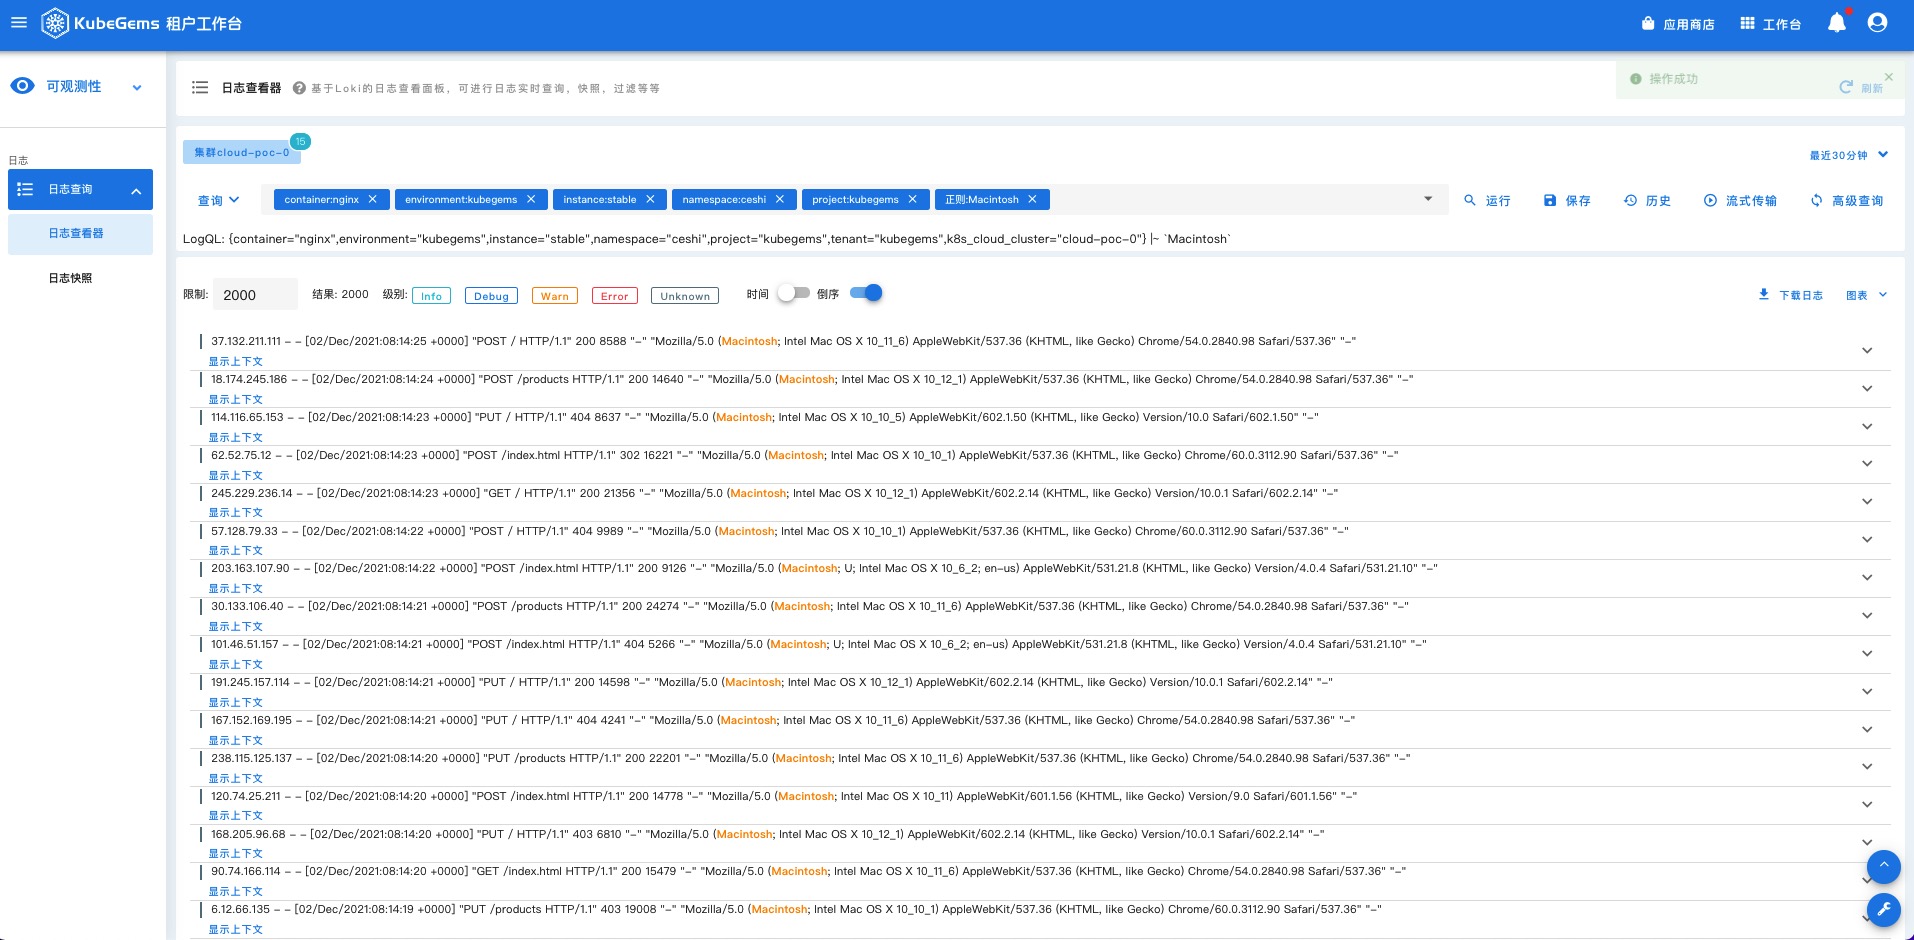 KubeGems 租户工作台
应用商店
工作台
可观测性
日志
日志查询
日志查看器
日志快照
日志查看器
基于Loki的日志查看面板，可进行日志实时查询，快照，过滤等等
操作成功
刷新
集群cloud-poc-0
15
最近30分钟
查询
container:nginx
environment:kubegems
instance:stable
namespace:ceshi
project:kubegems
正则:Macintosh
运行
保存
历史
流式传输
高级查询
LogQL: {container="nginx",environment="kubegems",instance="stable",namespace="ceshi",project="kubegems",tenant="kubegems",k8s_cloud_cluster="cloud-poc-0"} |~ `Macintosh`
限制: 2000 结果: 2000 级别: Info Debug Warn Error Unknown 时间 倒序
下载日志 图表
37.132.211.111 - - [02/Dec/2021:08:14:25 +0000] "POST / HTTP/1.1" 200 8588 "-" "Mozilla/5.0 (Macintosh; Intel Mac OS X 10_11_6) AppleWebKit/537.36 (KHTML, like Gecko) Chrome/54.0.2840.98 Safari/537.36" "-"
显示上下文
18.174.245.186 - - [02/Dec/2021:08:14:24 +0000] "POST /products HTTP/1.1" 200 14640 "-" "Mozilla/5.0 (Macintosh; Intel Mac OS X 10_12_1) AppleWebKit/537.36 (KHTML, like Gecko) Chrome/54.0.2840.98 Safari/537.36" "-"
显示上下文
114.116.65.153 - - [02/Dec/2021:08:14:23 +0000] "PUT / HTTP/1.1" 404 8637 "-" "Mozilla/5.0 (Macintosh; Intel Mac OS X 10_10_5) AppleWebKit/602.1.50 (KHTML, like Gecko) Version/10.0 Safari/602.1.50" "-"
显示上下文
62.52.75.12 - - [02/Dec/2021:08:14:23 +0000] "POST /index.html HTTP/1.1" 302 16221 "-" "Mozilla/5.0 (Macintosh; Intel Mac OS X 10_10_1) AppleWebKit/537.36 (KHTML, like Gecko) Chrome/60.0.3112.90 Safari/537.36" "-"
显示上下文
245.229.236.14 - - [02/Dec/2021:08:14:23 +0000] "GET / HTTP/1.1" 200 21356 "-" "Mozilla/5.0 (Macintosh; Intel Mac OS X 10_12_1) AppleWebKit/602.2.14 (KHTML, like Gecko) Version/10.0.1 Safari/602.2.14" "-"
显示上下文
57.128.79.33 - - [02/Dec/2021:08:14:22 +0000] "POST / HTTP/1.1" 404 9989 "-" "Mozilla/5.0 (Macintosh; Intel Mac OS X 10_10_1) AppleWebKit/537.36 (KHTML, like Gecko) Chrome/60.0.3112.90 Safari/537.36" "-"
显示上下文
203.163.107.90 - - [02/Dec/2021:08:14:22 +0000] "POST /index.html HTTP/1.1" 200 9126 "-" "Mozilla/5.0 (Macintosh; U; Intel Mac OS X 10_6_2; en-us) AppleWebKit/531.21.8 (KHTML, like Gecko) Version/4.0.4 Safari/531.21.10" "-"
显示上下文
30.133.106.40 - - [02/Dec/2021:08:14:21 +0000] "POST /products HTTP/1.1" 200 24274 "-" "Mozilla/5.0 (Macintosh; Intel Mac OS X 10_11_6) AppleWebKit/537.36 (KHTML, like Gecko) Chrome/54.0.2840.98 Safari/537.36" "-"
显示上下文
101.46.51.157 - - [02/Dec/2021:08:14:21 +0000] "POST /index.html HTTP/1.1" 404 5266 "-" "Mozilla/5.0 (Macintosh; U; Intel Mac OS X 10_6_2; en-us) AppleWebKit/531.21.8 (KHTML, like Gecko) Version/4.0.4 Safari/531.21.10" "-"
显示上下文
191.245.157.114 - - [02/Dec/2021:08:14:21 +0000] "PUT / HTTP/1.1" 200 14598 "-" "Mozilla/5.0 (Macintosh; Intel Mac OS X 10_12_1) AppleWebKit/602.2.14 (KHTML, like Gecko) Version/10.0.1 Safari/602.2.14" "-"
显示上下文
167.152.169.195 - - [02/Dec/2021:08:14:21 +0000] "PUT / HTTP/1.1" 404 4241 "-" "Mozilla/5.0 (Macintosh; Intel Mac OS X 10_11_6) AppleWebKit/537.36 (KHTML, like Gecko) Chrome/54.0.2840.98 Safari/537.36" "-"
显示上下文
238.115.125.137 - - [02/Dec/2021:08:14:20 +0000] "PUT /products HTTP/1.1" 200 22201 "-" "Mozilla/5.0 (Macintosh; Intel Mac OS X 10_11_6) AppleWebKit/537.36 (KHTML, like Gecko) Chrome/54.0.2840.98 Safari/537.36" "-"
显示上下文
120.74.25.211 - - [02/Dec/2021:08:14:20 +0000] "POST /index.html HTTP/1.1" 200 14778 "-" "Mozilla/5.0 (Macintosh; Intel Mac OS X 10_11) AppleWebKit/601.1.56 (KHTML, like Gecko) Version/9.0 Safari/601.1.56" "-"
显示上下文
168.205.96.68 - - [02/Dec/2021:08:14:20 +0000] "PUT / HTTP/1.1" 403 6810 "-" "Mozilla/5.0 (Macintosh; Intel Mac OS X 10_12_1) AppleWebKit/602.2.14 (KHTML, like Gecko) Version/10.0.1 Safari/602.2.14" "-"
显示上下文
90.74.166.114 - - [02/Dec/2021:08:14:20 +0000] "GET /index.html HTTP/1.1" 200 15479 "-" "Mozilla/5.0 (Macintosh; Intel Mac OS X 10_11_6) AppleWebKit/537.36 (KHTML, like Gecko) Chrome/54.0.2840.98 Safari/537.36" "-"
显示上下文
6.12.66.135 - - [02/Dec/2021:08:14:19 +0000] "PUT /products HTTP/1.1" 403 19008 "-" "Mozilla/5.0 (Macintosh; Intel Mac OS X 10_10_1) AppleWebKit/537.36 (KHTML, like Gecko) Chrome/60.0.3112.90 Safari/537.36" "-"
显示上下文